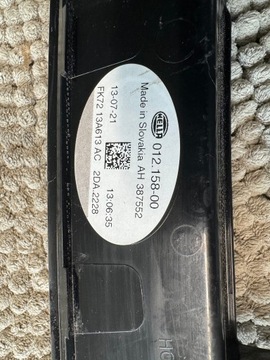 HELLA 012.158-00
Made in Slovakia AH 387552
13-07-21 13:06:35
FK72 13A613 AC 2DA.2228